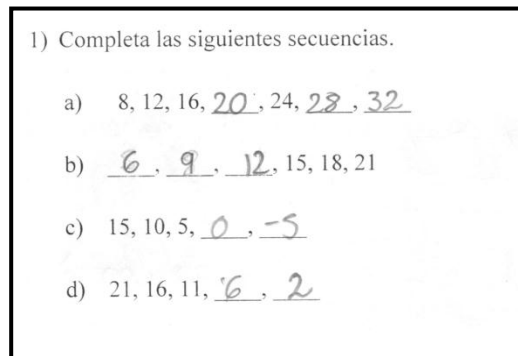 1) Completa las siguientes secuencias.
a) 8, 12, 16, 20, 24, 28, 32
b) 6, 9, 12, 15, 18, 21
c) 15, 10, 5, 0, -5
d) 21, 16, 11, 6, 2